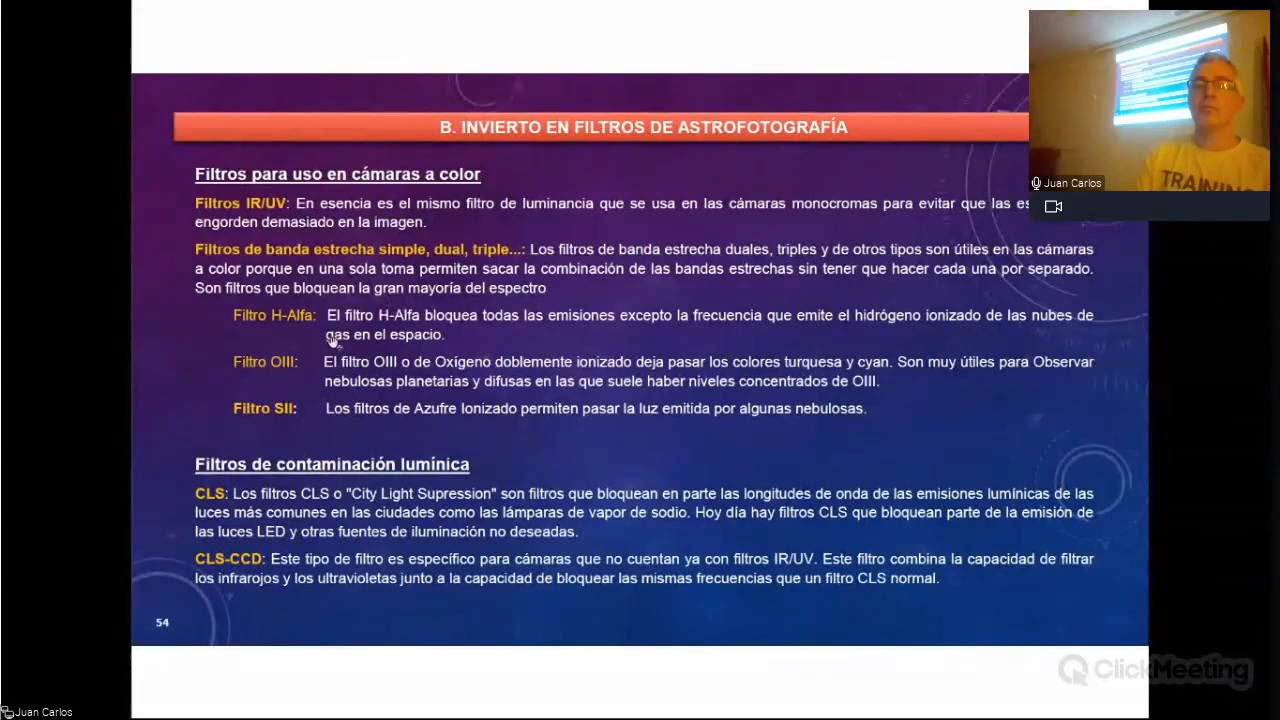 B. INVIERTO EN FILTROS DE ASTROFOTOGRAFÍA
Filtros para uso en cámaras a color
Filtros IR/UV: En esencia es el mismo filtro de luminancia que se usa en las cámaras monocromas para evitar que las
engorden demasiado en la imagen.
Filtros de banda estrecha simple, dual, triple...: Los filtros de banda estrecha duales, triples y de otros tipos son útiles en las cámaras
a color porque en una sola toma permiten sacar la combinación de las bandas estrechas sin tener que hacer cada una por separado.
Son filtros que bloquean la gran mayoría del espectro
Filtro H-Alfa: El filtro H-Alfa bloquea todas las emisiones excepto la frecuencia que emite el hidrógeno ionizado de las nubes de
gas en el espacio.
Filtro OIII: El filtro OIII o de Oxígeno doblemente ionizado deja pasar los colores turquesa y cyan. Son muy útiles para Observar
nebulosas planetarias y difusas en las que suele haber niveles concentrados de OIII.
Filtro SII: Los filtros de Azufre Ionizado permiten pasar la luz emitida por algunas nebulosas.
Filtros de contaminación lumínica
CLS: Los filtros CLS o "City Light Supression" son filtros que bloquean en parte las longitudes de onda de las emisiones lumínicas de las
luces más comunes en las ciudades como las lámparas de vapor de sodio. Hoy día hay filtros CLS que bloquean parte de la emisión de
las luces LED y otras fuentes de iluminación no deseadas.
CLS-CCD: Este tipo de filtro es específico para cámaras que no cuentan ya con filtros IR/UV. Este filtro combina la capacidad de filtrar
los infrarojos y los ultravioletas junto a la capacidad de bloquear las mismas frecuencias que un filtro CLS normal.
54
TRAINING
Juan Carlos
ClickMeeting
Juan Carlos